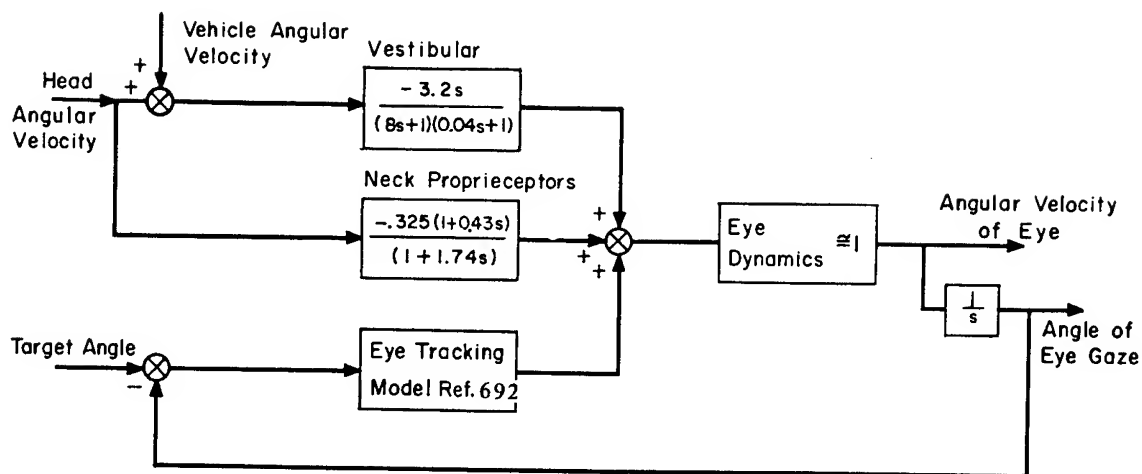 Vehicle Angular
Velocity
+
+
Head
Angular
Velocity
Vestibular
- 3.2s
(8s+1)(0.04s+1)
Neck Proprieceptors
-.325(1+0.43s)
(1+1.74s)
+
+
+
Eye
Dynamics ≅1
Angular Velocity
of Eye
1
s
Angle of
Eye Gaze
Target Angle
-
Eye Tracking
Model Ref. 692